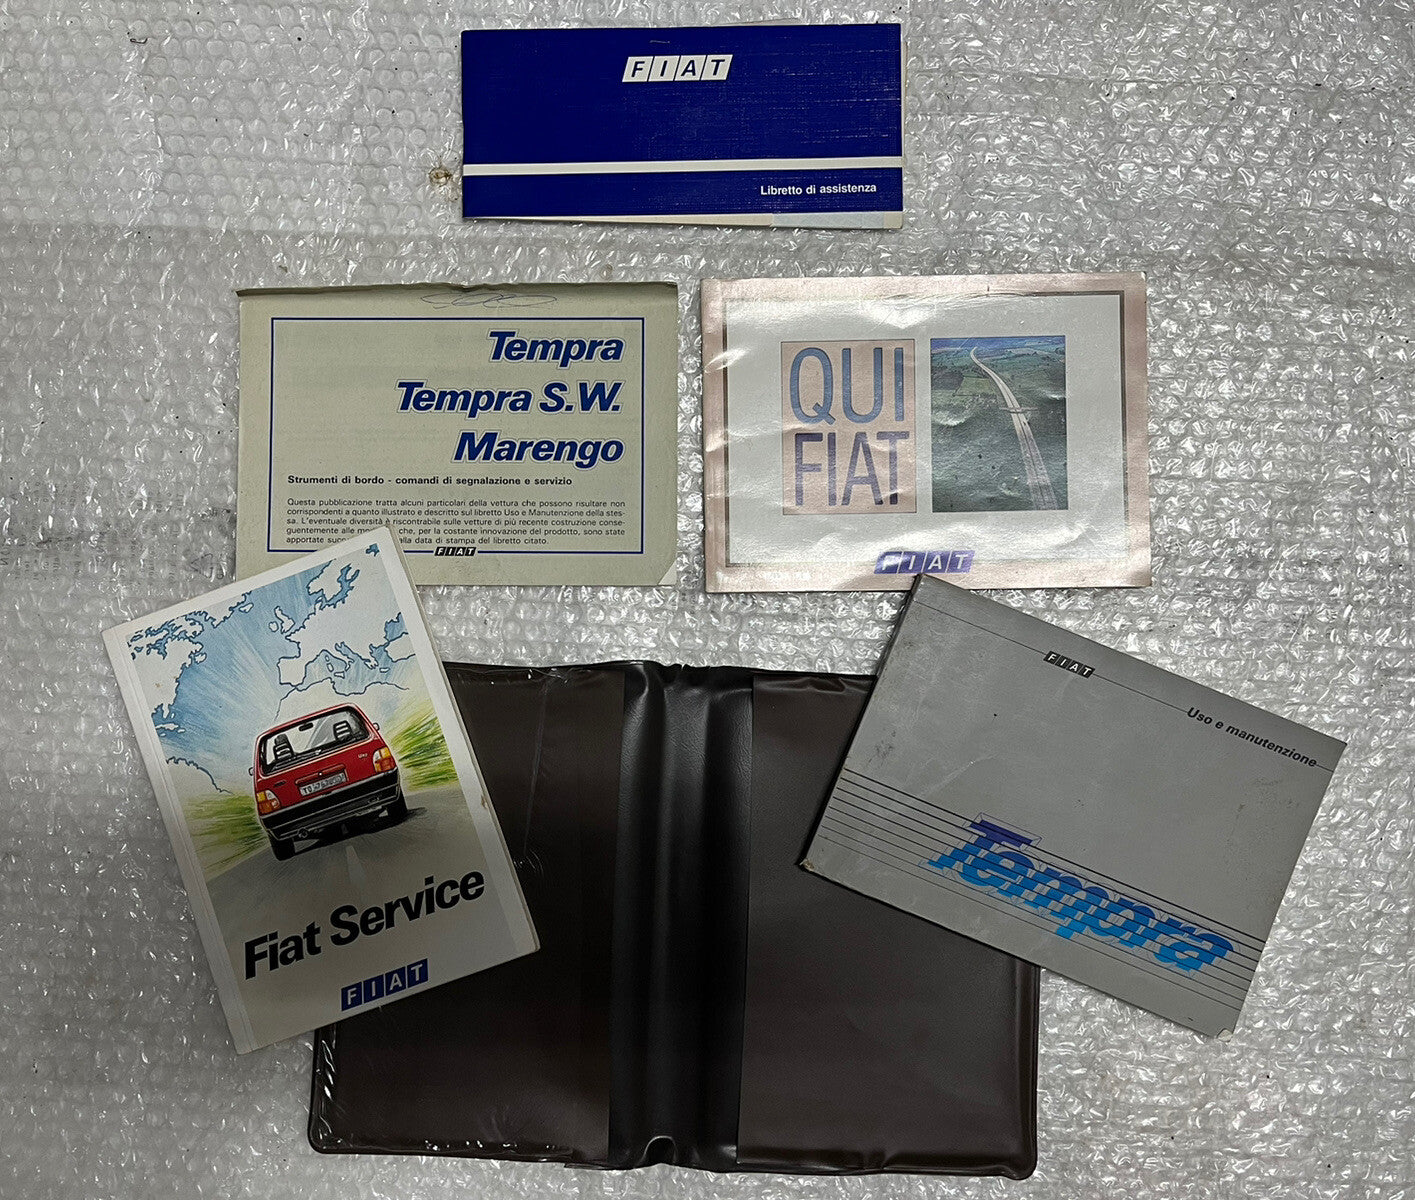 FIAT
Libretto di assistenza
Tempra
Tempra S.W.
Marengo
Strumenti di bordo - comandi di segnalazione e servizio
Questa pubblicazione tratta alcuni particolari della vettura che possono risultare non
corrispondenti a quanto illustrato e descritto sul libretto Uso e Manutenzione della stes-
sa. L'eventuale diversità è riscontrabile sulle vetture di più recente costruzione conse-
guentemente alle che, per la costante innovazione del prodotto, sono state
apportate alla data di stampa del libretto citato.
FIAT
QUI
FIAT
FIAT
Fiat Service
FIAT
FIAT
Uso e manutenzione
Tempra